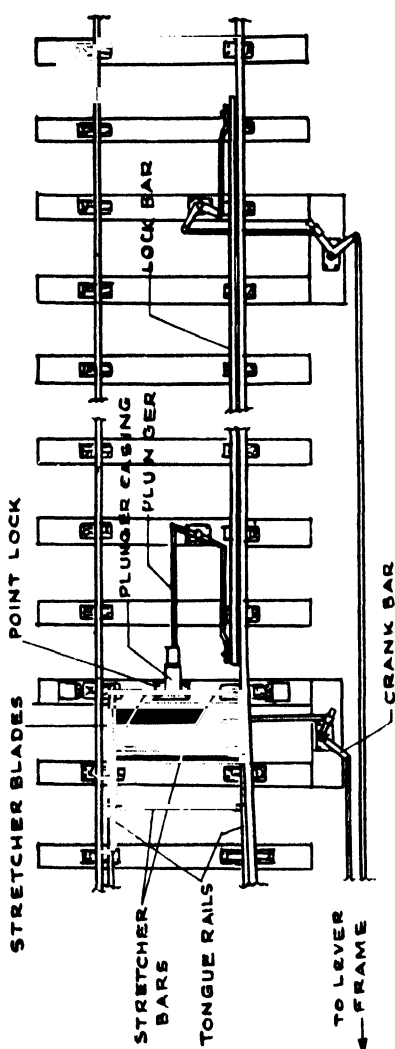 STRETCHER BLADES
POINT LOCK
PLUNGER CASING
PLUNGER
LOCK BAR
STRETCHER
BARS
TONGUE RAILS
CRANK BAR
TO LEVER
FRAME